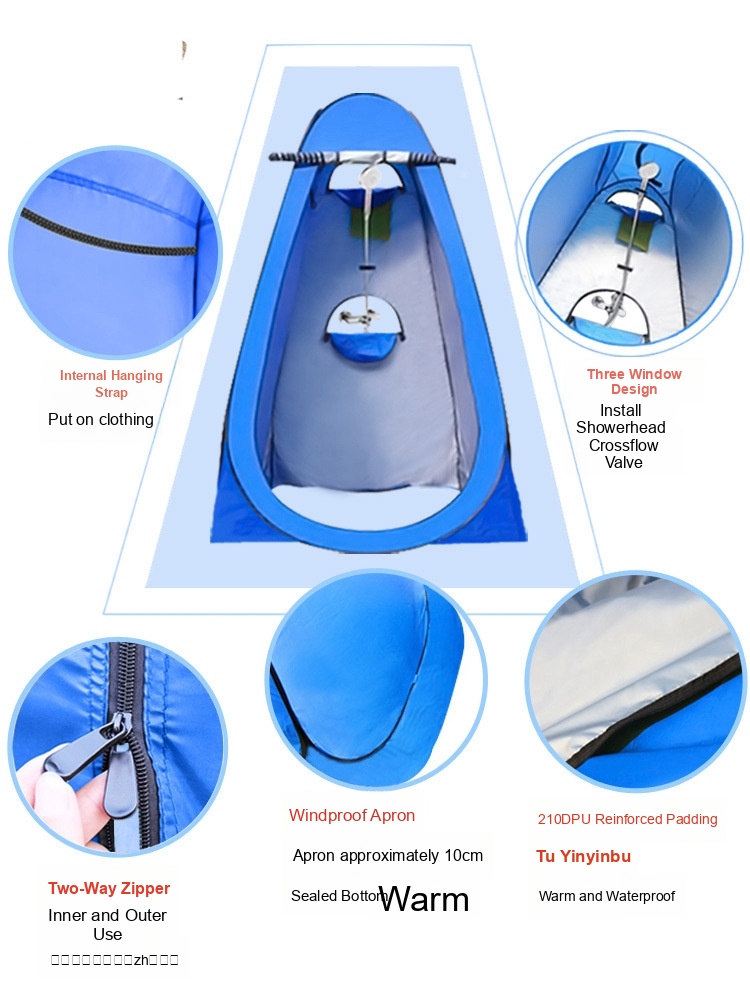 Internal Hanging
Strap
Put on clothing
Three Window
Design
Install
Showerhead
Crossflow
Valve
Two-Way Zipper
Inner and Outer
Use
zh
Windproof Apron
Apron approximately 10cm
Sealed Bottom
Warm
210DPU Reinforced Padding
Tu Yinyinbu
Warm and Waterproof